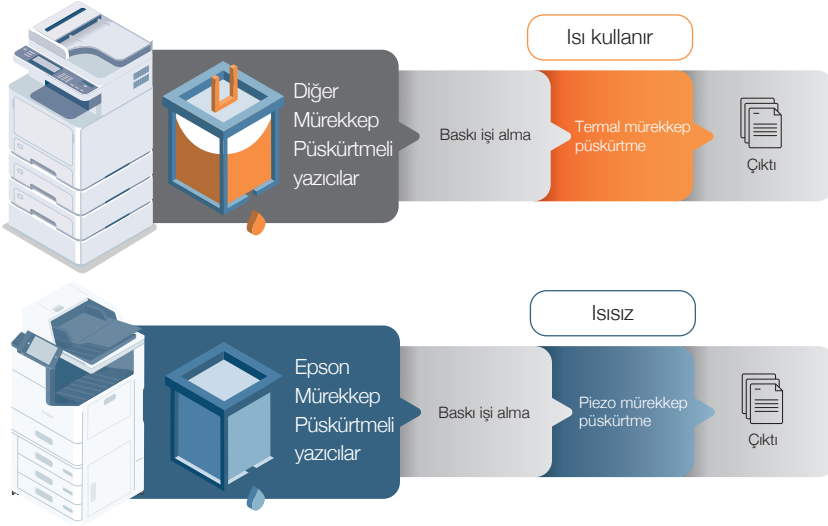 Isı kullanır
Diğer
Mürekkep
Püskürtmeli
yazıcılar
Baskı işi alma
Termal mürekkep
püskürtme
Çıktı
Isısız
Epson
Mürekkep
Püskürtmeli
yazıcılar
Baskı işi alma
Piezo mürekkep
püskürtme
Çıktı